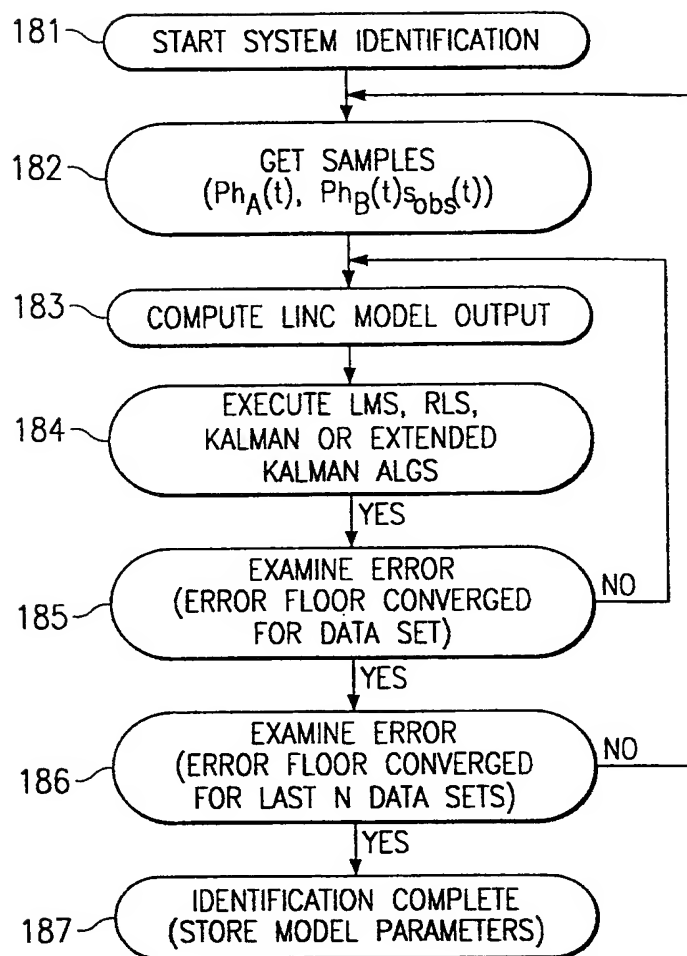 181
START SYSTEM IDENTIFICATION
182
GET SAMPLES
(Ph_A(t), Ph_B(t)s_obs(t))
183
COMPUTE LINC MODEL OUTPUT
184
EXECUTE LMS, RLS,
KALMAN OR EXTENDED
KALMAN ALGS
YES
185
EXAMINE ERROR
(ERROR FLOOR CONVERGED
FOR DATA SET)
NO
YES
186
EXAMINE ERROR
(ERROR FLOOR CONVERGED
FOR LAST N DATA SETS)
NO
YES
187
IDENTIFICATION COMPLETE
(STORE MODEL PARAMETERS)